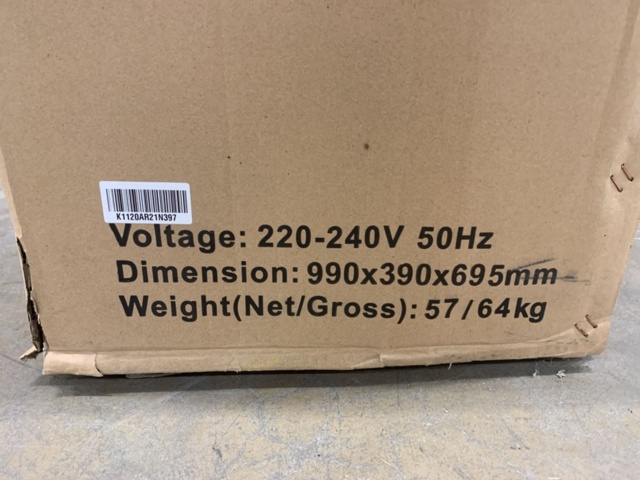 K1120AR21N397
Voltage: 220-240V 50Hz
Dimension: 990x390x695mm
Weight(Net/Gross): 57/64kg